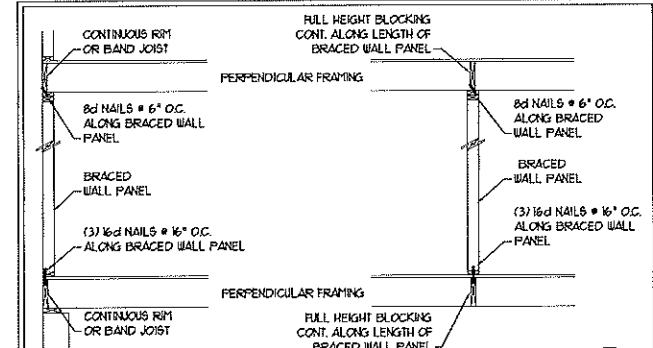 CONTINUOUS RIM
OR BAND JOIST
FULL HEIGHT BLOCKING
CONT. ALONG LENGTH OF
BRACED WALL PANEL
PERPENDICULAR FRAMING
8d NAILS @ 6" O.C.
ALONG BRACED WALL
PANEL
8d NAILS @ 6" O.C.
ALONG BRACED
WALL PANEL
BRACED
WALL PANEL
BRACED
WALL PANEL
(3) 16d NAILS @ 16" O.C.
ALONG BRACED WALL PANEL
(3) 16d NAILS @ 16" O.C.
ALONG BRACED WALL
PANEL
PERPENDICULAR FRAMING
CONTINUOUS RIM
OR BAND JOIST
FULL HEIGHT BLOCKING
CONT. ALONG LENGTH OF
BRACED WALL PANEL